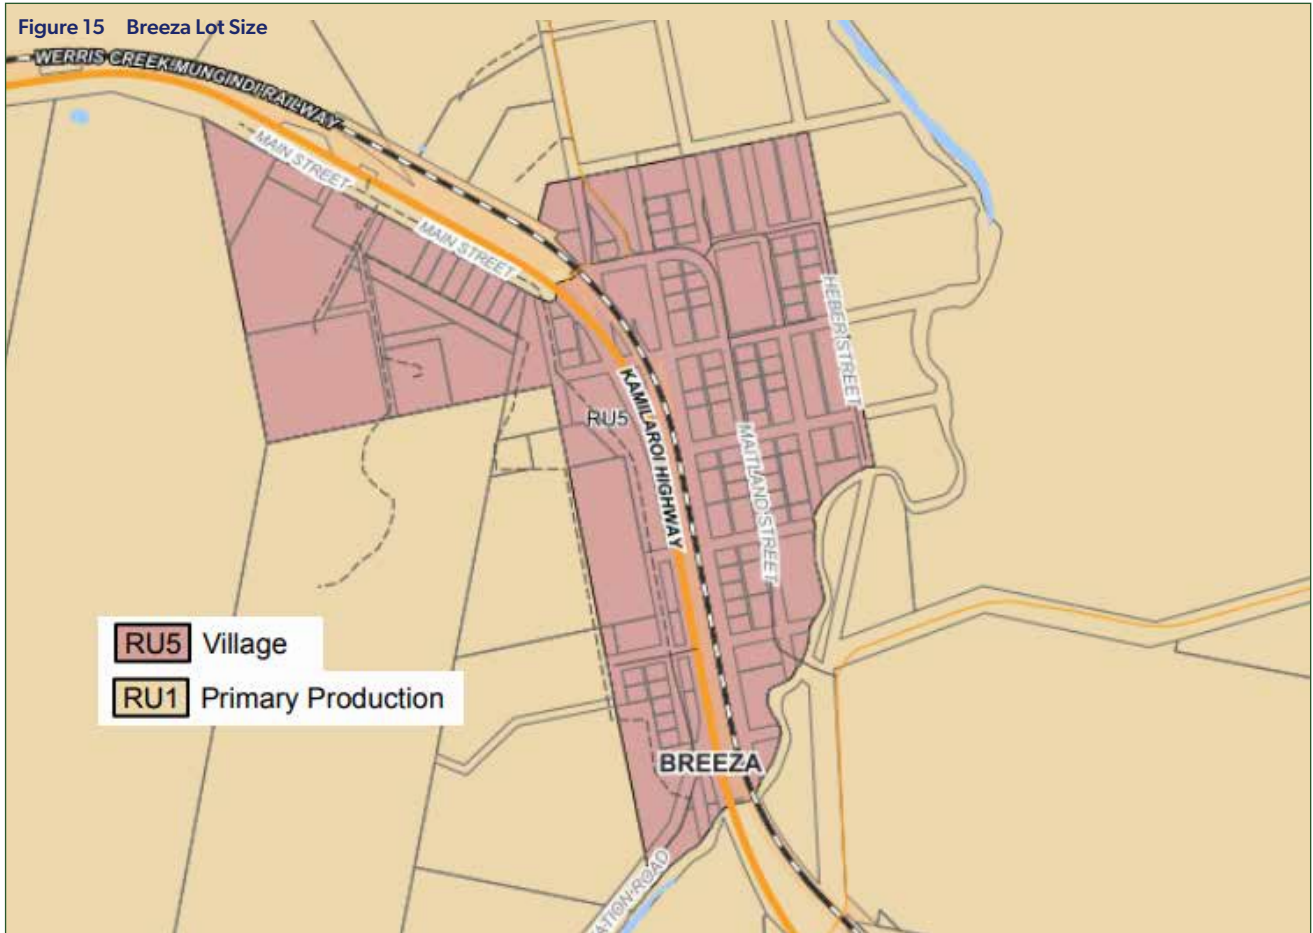 Figure 15 Breeza Lot Size
WERRIS CREEK MUNGINDI RAILWAY
MAIN STREET
MAIN STREET
HEBER STREET
KAMILAROI HIGHWAY
RU5
MAITLAND STREET
RU5 Village
RU1 Primary Production
BREEZA
ROAD